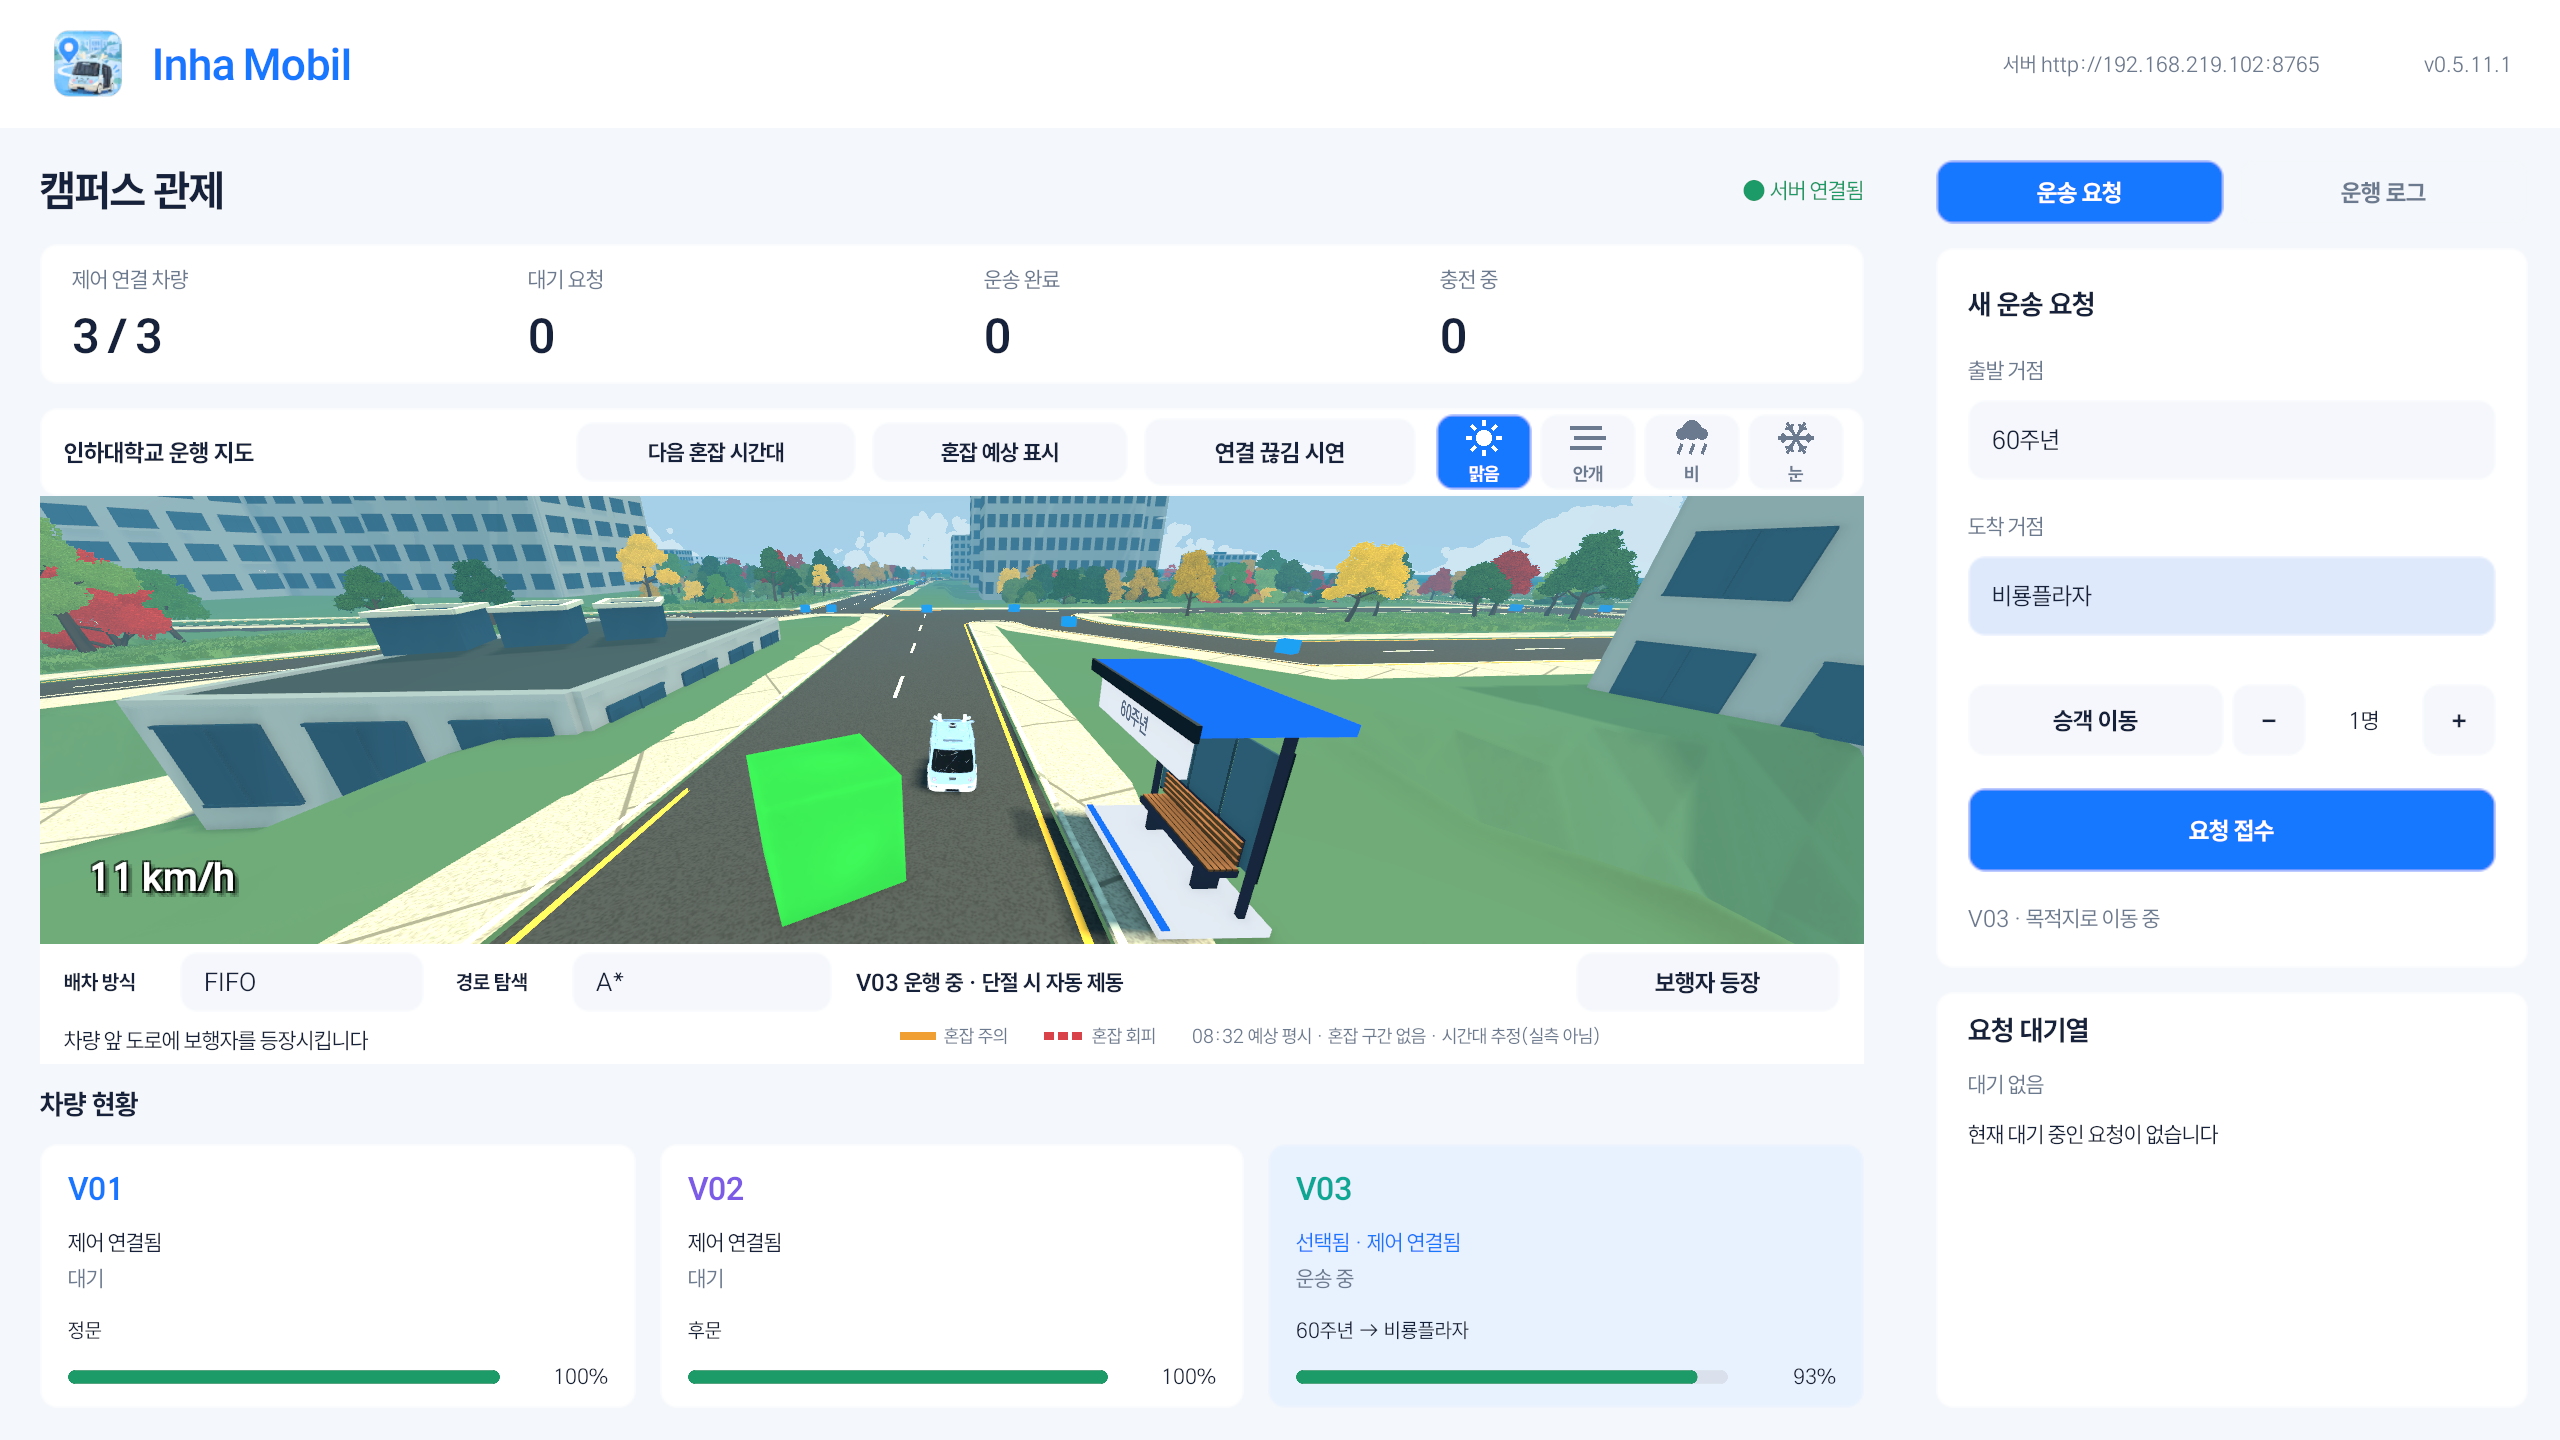 Inha Mobil
서버 http://192.168.219.102:8765
v0.5.11.1
캠퍼스 관제
서버 연결됨
제어 연결 차량
대기 요청
운송 완료
충전 중
3 / 3
0
0
0
인하대학교 운행 지도
다음 혼잡 시간대
혼잡 예상 표시
연결 끊김 시연
맑음
안개
비
눈
60주년
11 km/h
배차 방식
FIFO
경로 탐색
A*
V03 운행 중 · 단절 시 자동 제동
보행자 등장
차량 앞 도로에 보행자를 등장시킵니다
혼잡 주의
혼잡 회피
08:32 예상 평시 · 혼잡 구간 없음 · 시간대 추정(실측 아님)
차량 현황
V01
제어 연결됨
대기
정문
100%
V02
제어 연결됨
대기
후문
100%
V03
선택됨 · 제어 연결됨
운송 중
60주년 → 비룡플라자
93%
운송 요청
운행 로그
새 운송 요청
출발 거점
60주년
도착 거점
비룡플라자
승객 이동
−
1명
+
요청 접수
V03 · 목적지로 이동 중
요청 대기열
대기 없음
현재 대기 중인 요청이 없습니다